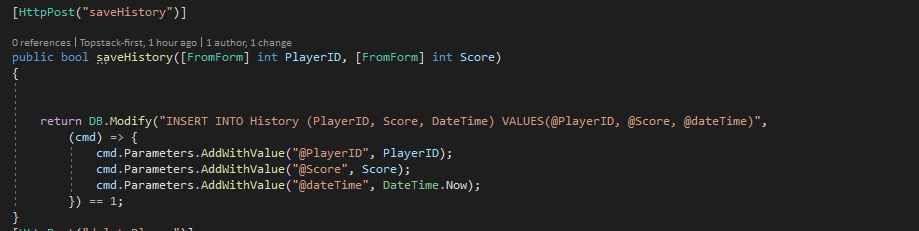 [HttpPost("saveHistory")]
0 references | Topstack-first, 1 hour ago | 1 author, 1 change
public bool saveHistory([FromForm] int PlayerID, [FromForm] int Score)
{
return DB.Modify("INSERT INTO History (PlayerID, Score, DateTime) VALUES(@PlayerID, @Score, @dateTime)",
(cmd) => {
cmd.Parameters.AddWithValue("@PlayerID", PlayerID);
cmd.Parameters.AddWithValue("@Score", Score);
cmd.Parameters.AddWithValue("@dateTime", DateTime.Now);
}) == 1;
}